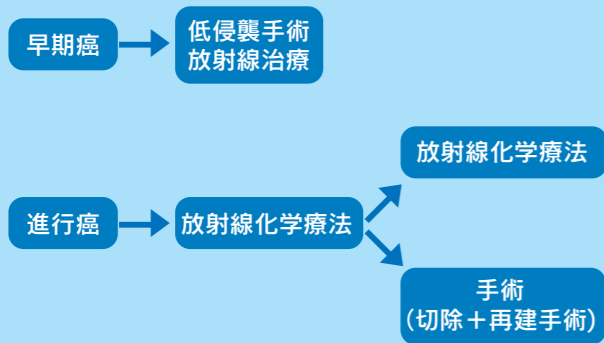 早期癌
低侵襲手術
放射線治療
放射線化学療法
進行癌
放射線化学療法
手術
(切除＋再建手術)